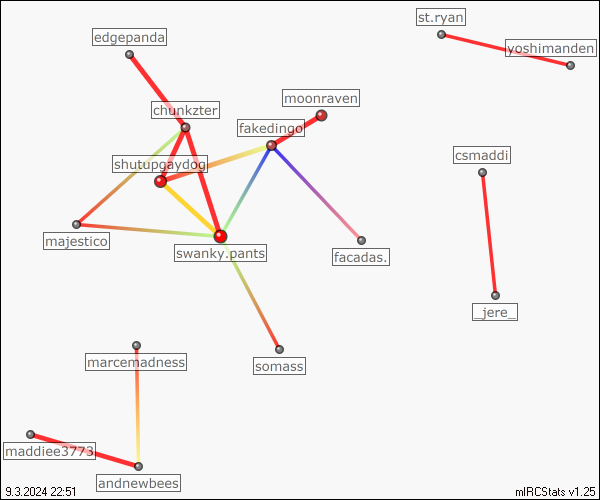 st.ryan
edgepanda
yoshimanden
moonraven
chunkzter
fakedingo
csmaddi
shutupgaydog
majestico
swanky.pants
facadas.
_jere_
marcemadness
somass
maddiee3773
andnewbees
9.3.2024 22:51
mIRCStats v1.25